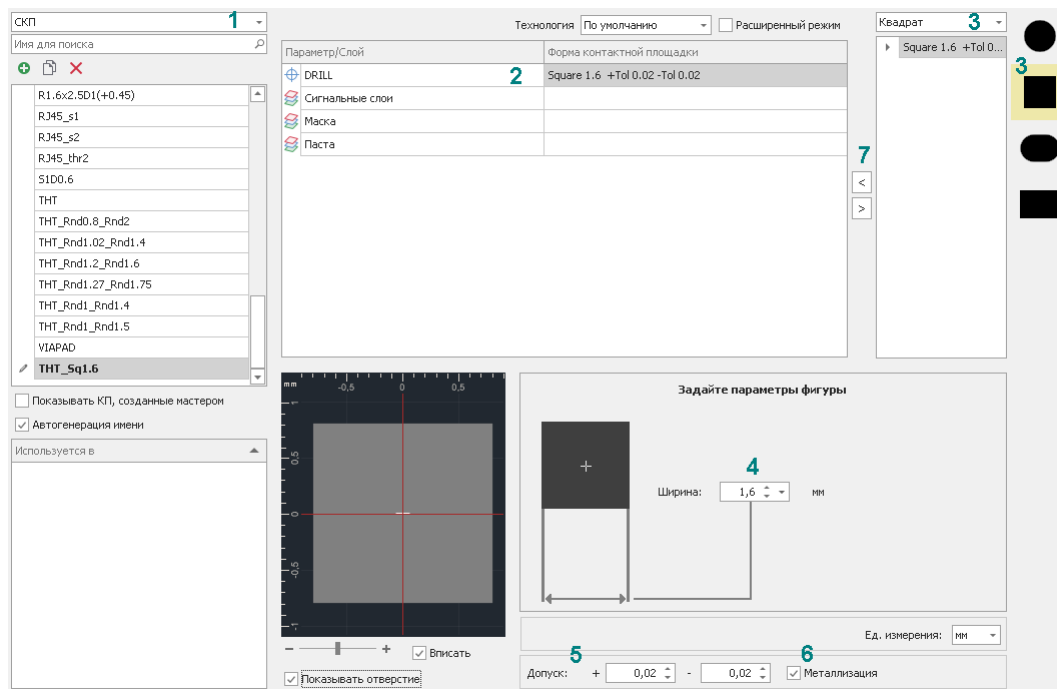 СКП 1
Имя для поиска
R1.6x2.5D1(+0.45)
RJ45_s1
RJ45_s2
RJ45_thr2
S1D0.6
THT
THT_Rnd0.8_Rnd2
THT_Rnd1.02_Rnd1.4
THT_Rnd1.2_Rnd1.6
THT_Rnd1.27_Rnd1.75
THT_Rnd1_Rnd1.4
THT_Rnd1_Rnd1.5
VIAPAD
THT_Sq1.6
Показывать КП, созданные мастером
Автогенерация имени
Используется в
Технология По умолчанию Расширенный режим
Параметр/Слой Форма контактной площадки
DRILL 2 Square 1.6 +Tol 0.02 -Tol 0.02
Сигнальные слои
Маска
Паста
7
<
>
Квадрат 3
Square 1.6 +Tol 0...
3
mm -0,5 0 0,5
1
0,5
0
-0,5
-1
− +
Вписать
Показывать отверстие
Задайте параметры фигуры
4
Ширина: 1,6 мм
Ед. измерения: мм
5 6
Допуск: + 0,02 - 0,02 Металлизация